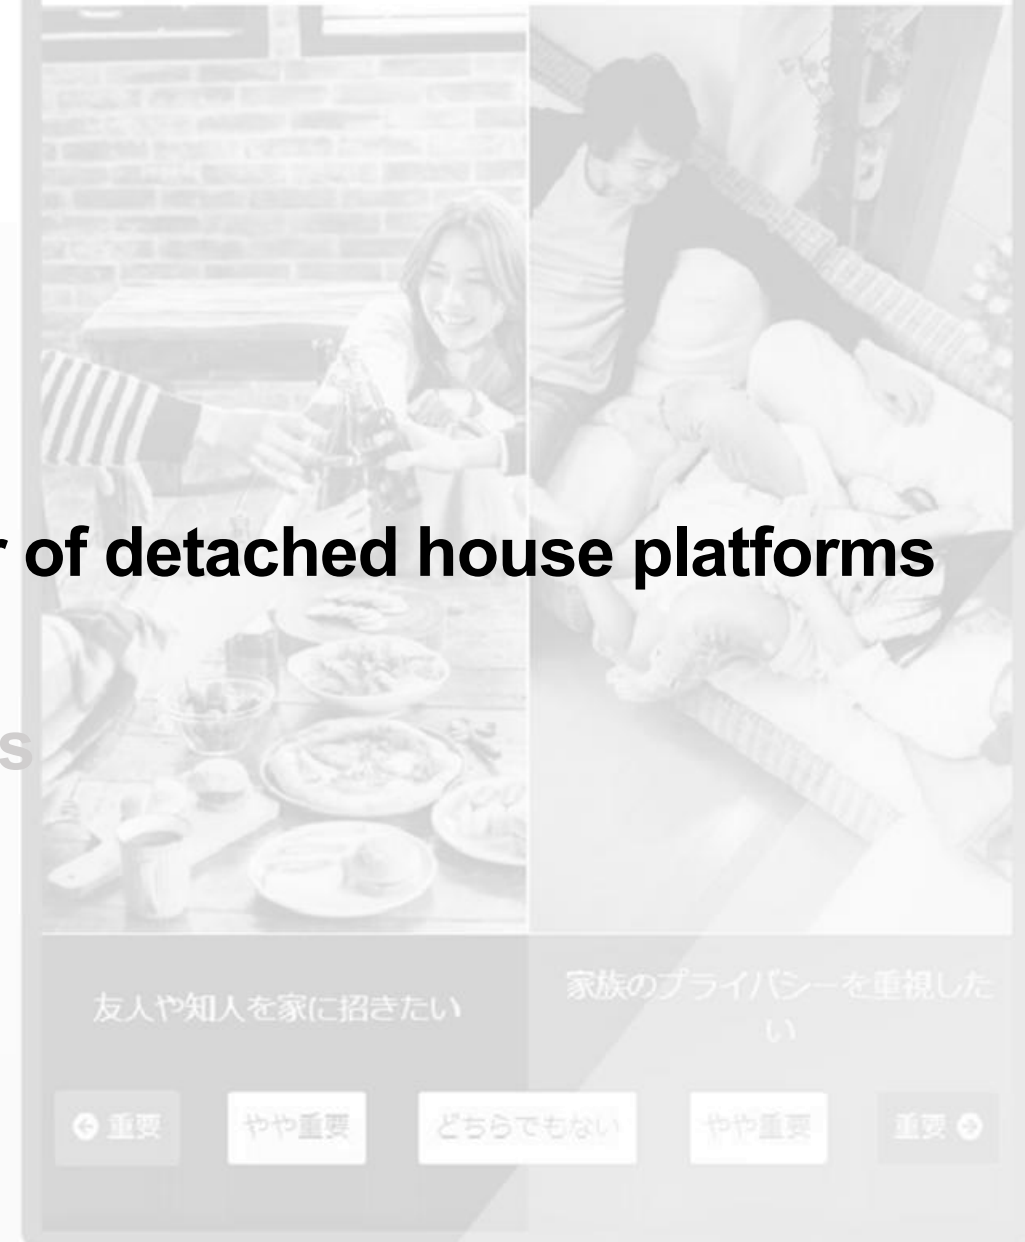 of detached house platforms
s
友人や知人を家に招きたい
家族のプライバシーを重視した
い
重要 やや重要 どちらでもない やや重要 重要